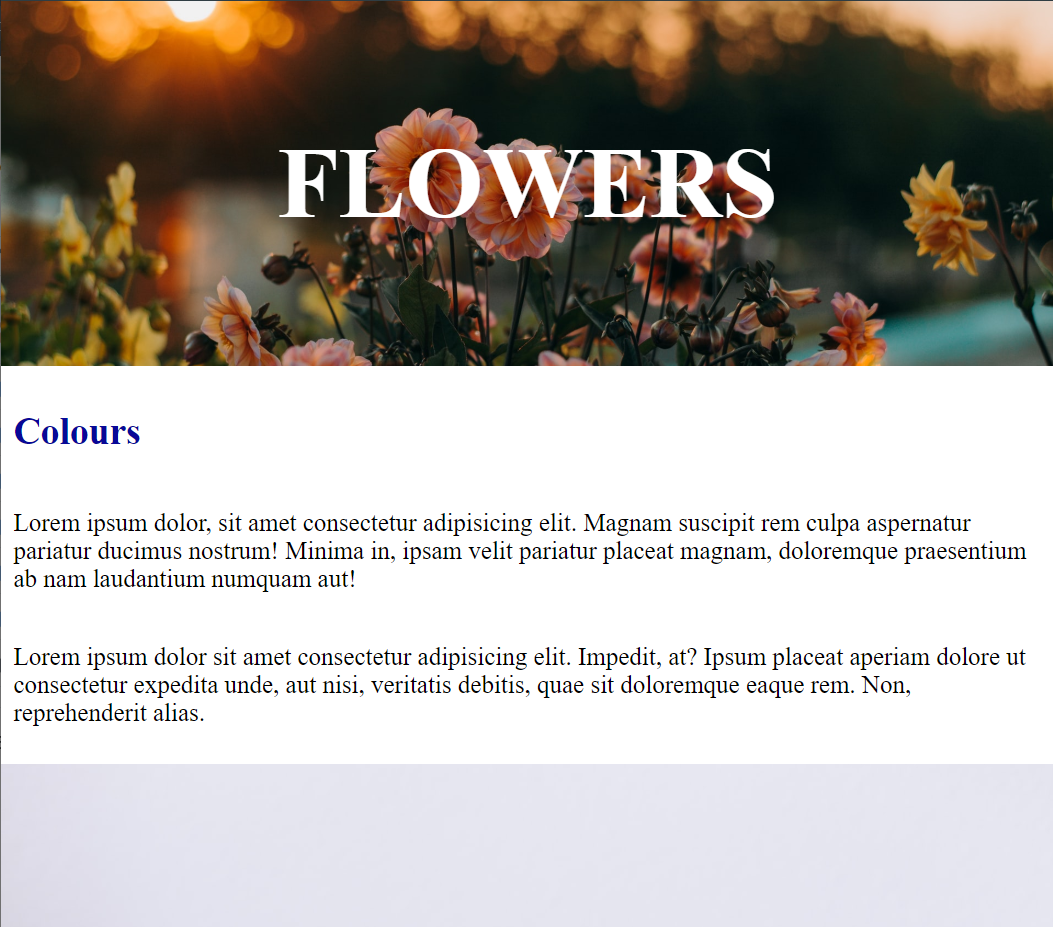 FLOWERS
Colours
Lorem ipsum dolor, sit amet consectetur adipisicing elit. Magnam suscipit rem culpa aspernatur
pariatur ducimus nostrum! Minima in, ipsam velit pariatur placeat magnam, doloremque praesentium
ab nam laudantium numquam aut!
Lorem ipsum dolor sit amet consectetur adipisicing elit. Impedit, at? Ipsum placeat aperiam dolore ut
consectetur expedita unde, aut nisi, veritatis debitis, quae sit doloremque eaque rem. Non,
reprehenderit alias.